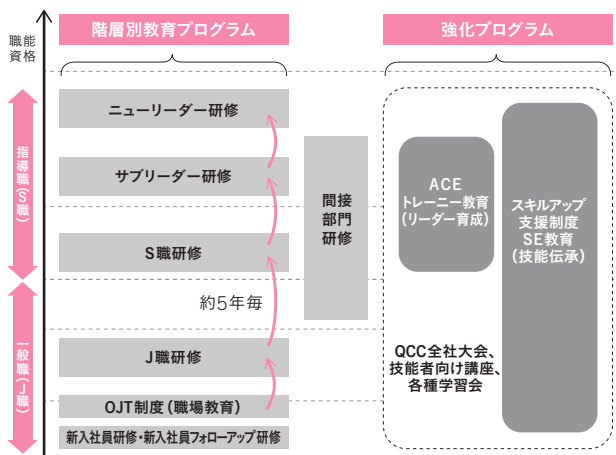 職能
資格
階層別教育プログラム
強化プログラム
指導職(S職)
一般職(J職)
ニューリーダー研修
サブリーダー研修
S職研修
約5年毎
J職研修
OJT制度(職場教育)
新入社員研修・新入社員フォローアップ研修
間接
部門
研修
ACE
トレーニー教育
(リーダー育成)
スキルアップ
支援制度
SE教育
(技能伝承)
QCC全社大会、
技能者向け講座、
各種学習会